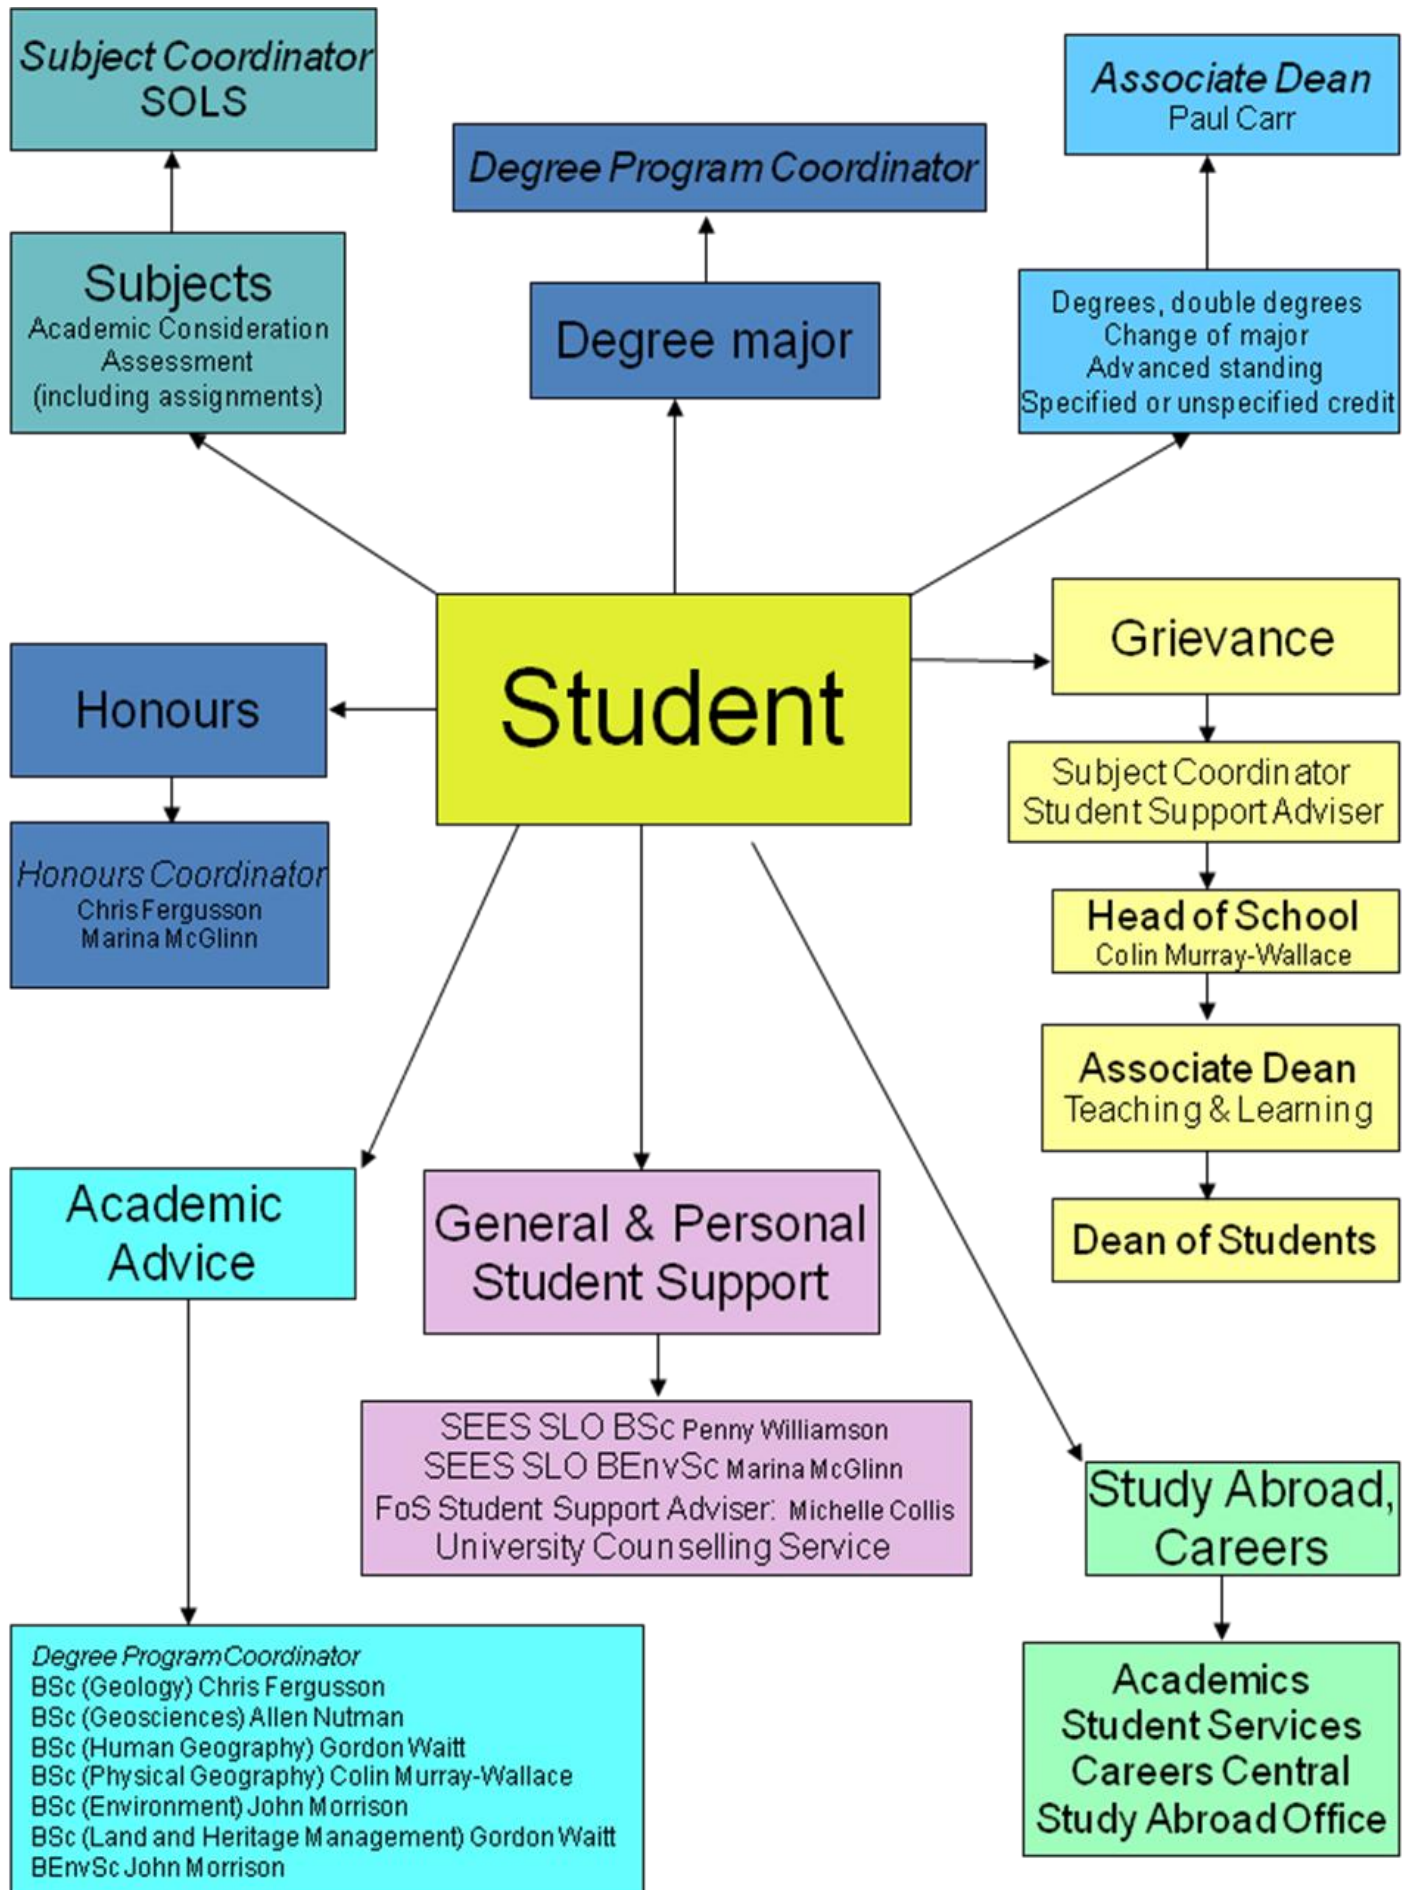 Subject Coordinator
SOLS
Associate Dean
Paul Carr
Degree Program Coordinator
Subjects
Academic Consideration
Assessment
(including assignments)
Degree major
Degrees, double degrees
Change of major
Advanced standing
Specified or unspecified credit
Student
Honours
Honours Coordinator
Chris Fergusson
Marina McGlinn
Grievance
Subject Coordinator
Student Support Adviser
Head of School
Colin Murray-Wallace
Associate Dean
Teaching & Learning
Dean of Students
Academic
Advice
General & Personal
Student Support
SEES SLO BSc Penny Williamson
SEES SLO BEnvSc Marina McGlinn
FoS Student Support Adviser: Michelle Collis
University Counselling Service
Study Abroad,
Careers
Degree Program Coordinator
BSc (Geology) Chris Fergusson
BSc (Geosciences) Allen Nutman
BSc (Human Geography) Gordon Waitt
BSc (Physical Geography) Colin Murray-Wallace
BSc (Environment) John Morrison
BSc (Land and Heritage Management) Gordon Waitt
BEnvSc John Morrison
Academics
Student Services
Careers Central
Study Abroad Office